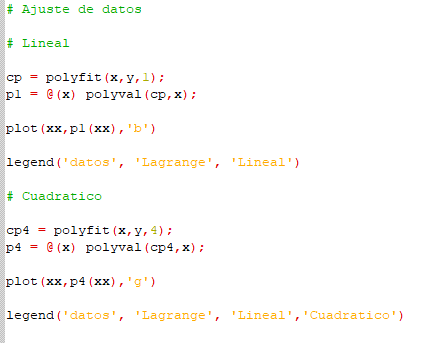 # Ajuste de datos
# Lineal
cp = polyfit(x,y,1);
p1 = @(x) polyval(cp,x);
plot(xx,p1(xx),'b')
legend('datos', 'Lagrange', 'Lineal')
# Cuadratico
cp4 = polyfit(x,y,4);
p4 = @(x) polyval(cp4,x);
plot(xx,p4(xx),'g')
legend('datos', 'Lagrange', 'Lineal','Cuadratico')